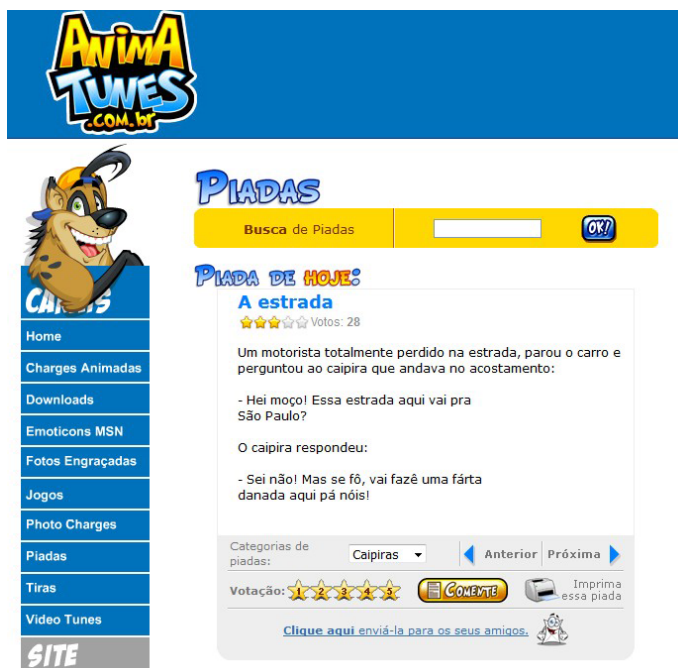 ANIMA
TUNES
.COM.br
PIADAS
Busca de Piadas
OK!
PIADA DE HOJE:
A estrada
Votos: 28
Um motorista totalmente perdido na estrada, parou o carro e
perguntou ao caipira que andava no acostamento:
- Hei moço! Essa estrada aqui vai pra
São Paulo?
O caipira respondeu:
- Sei não! Mas se fô, vai fazê uma fárta
danada aqui pá nóis!
Categorias de
piadas:
Caipiras
Anterior
Próxima
Votação:
1 2 3 4 5
COMENTE
Imprima
essa piada
Clique aqui enviá-la para os seus amigos.
Home
Charges Animadas
Downloads
Emoticons MSN
Fotos Engraçadas
Jogos
Photo Charges
Piadas
Tiras
Video Tunes
SITE